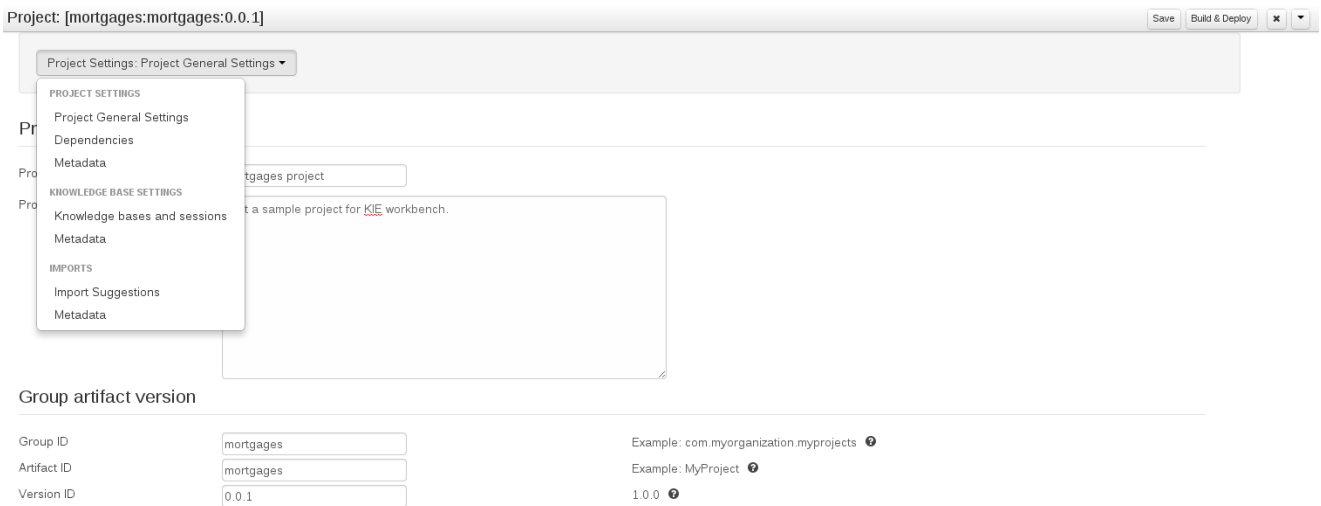 Project: [mortgages:mortgages:0.0.1]
Save Build & Deploy
Project Settings: Project General Settings
PROJECT SETTINGS
Project General Settings
Dependencies
Metadata
KNOWLEDGE BASE SETTINGS
Knowledge bases and sessions
Metadata
IMPORTS
Import Suggestions
Metadata
Pr
Pro
tgages project
Pro
t a sample project for KIE workbench.
Group artifact version
Group ID mortgages Example: com.myorganization.myprojects
Artifact ID mortgages Example: MyProject
Version ID 0.0.1 1.0.0